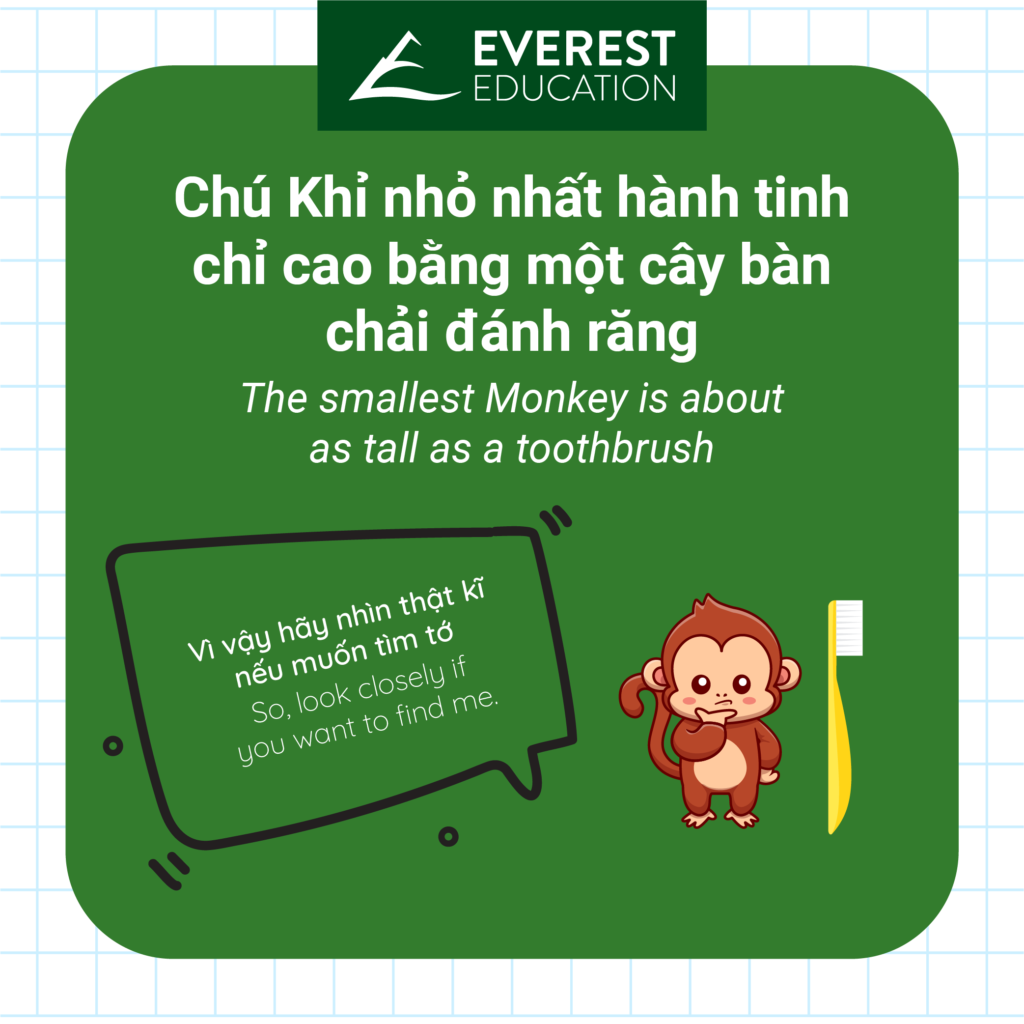 EVEREST
EDUCATION
Chú Khỉ nhỏ nhất hành tinh
chỉ cao bằng một cây bàn
chải đánh răng
The smallest Monkey is about
as tall as a toothbrush
Vì vậy hãy nhìn thật kĩ
nếu muốn tìm tớ
So, look closely if
you want to find me.